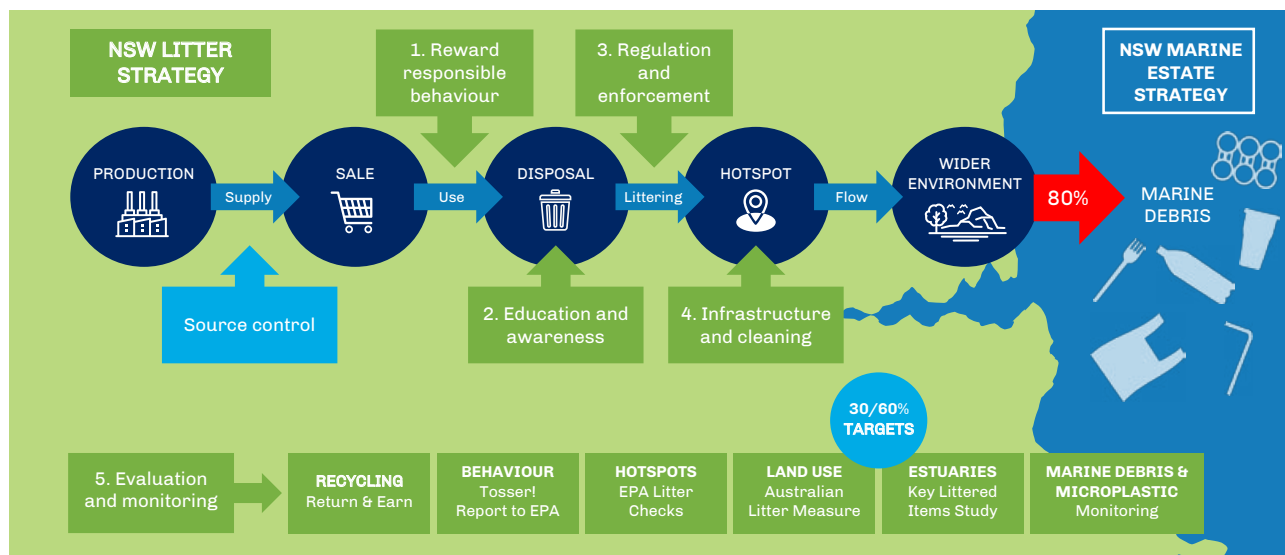 NSW LITTER
STRATEGY
1. Reward
responsible
behaviour
3. Regulation
and
enforcement
NSW MARINE
ESTATE
STRATEGY
PRODUCTION
Supply
SALE
Use
DISPOSAL
Littering
HOTSPOT
Flow
WIDER
ENVIRONMENT
80%
MARINE
DEBRIS
Source control
2. Education and
awareness
4. Infrastructure
and cleaning
30/60%
TARGETS
5. Evaluation
and monitoring
RECYCLING
Return & Earn
BEHAVIOUR
Tosser!
Report to EPA
HOTSPOTS
EPA Litter
Checks
LAND USE
Australian
Litter Measure
ESTUARIES
Key Littered
Items Study
MARINE DEBRIS &
MICROPLASTIC
Monitoring